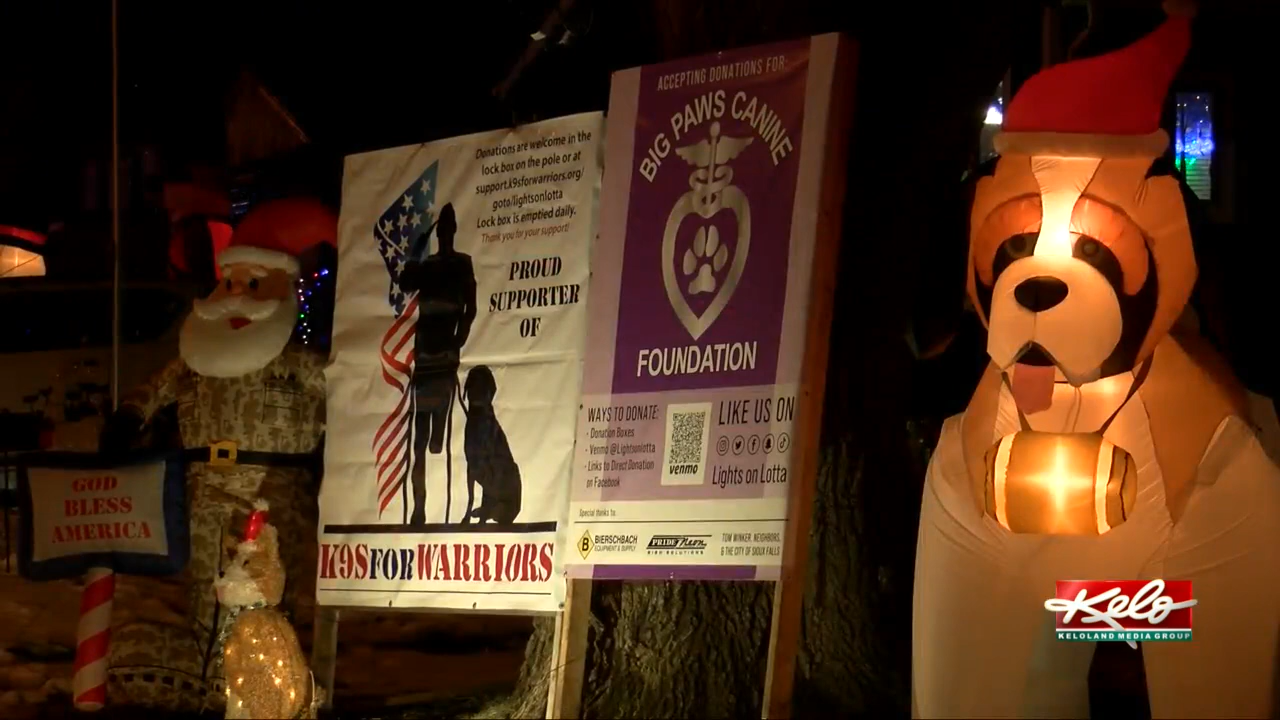 GOD
BLESS
AMERICA
Donations are welcome in the
lock box on the pole or at
support.k9sforwarriors.org/
goto/lightsonlotta
Lock box is emptied daily.
Thank you for your support!
PROUD
SUPPORTER
OF
K9SFORWARRIORS
ACCEPTING DONATIONS FOR:
BIG PAWS CANINE
FOUNDATION
WAYS TO DONATE:
- Donation Boxes
- Venmo @Lightsonlotta
- Links to Direct Donation
on Facebook
venmo
LIKE US ON
Lights on Lotta
Special thanks to:
B
BIERSCHBACH
EQUIPMENT & SUPPLY
PRIDE Neon
SIGN SOLUTIONS
TOM WINKER, NEIGHBORS,
& THE CITY OF SIOUX FALLS
Kelo
KELOLAND MEDIA GROUP